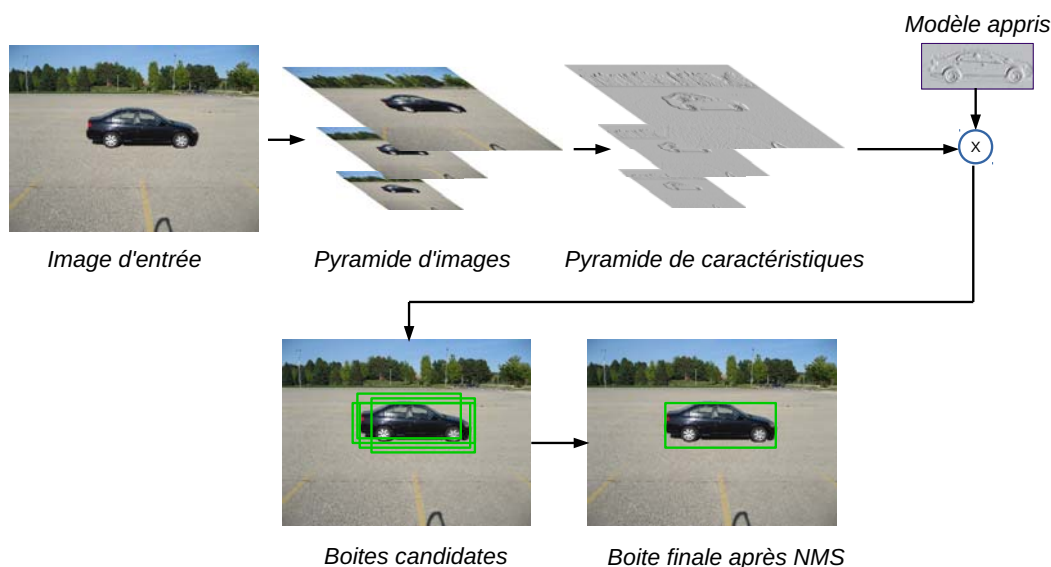 Modèle appris
X
Image d'entrée
Pyramide d'images
Pyramide de caractéristiques
Boites candidates
Boite finale après NMS